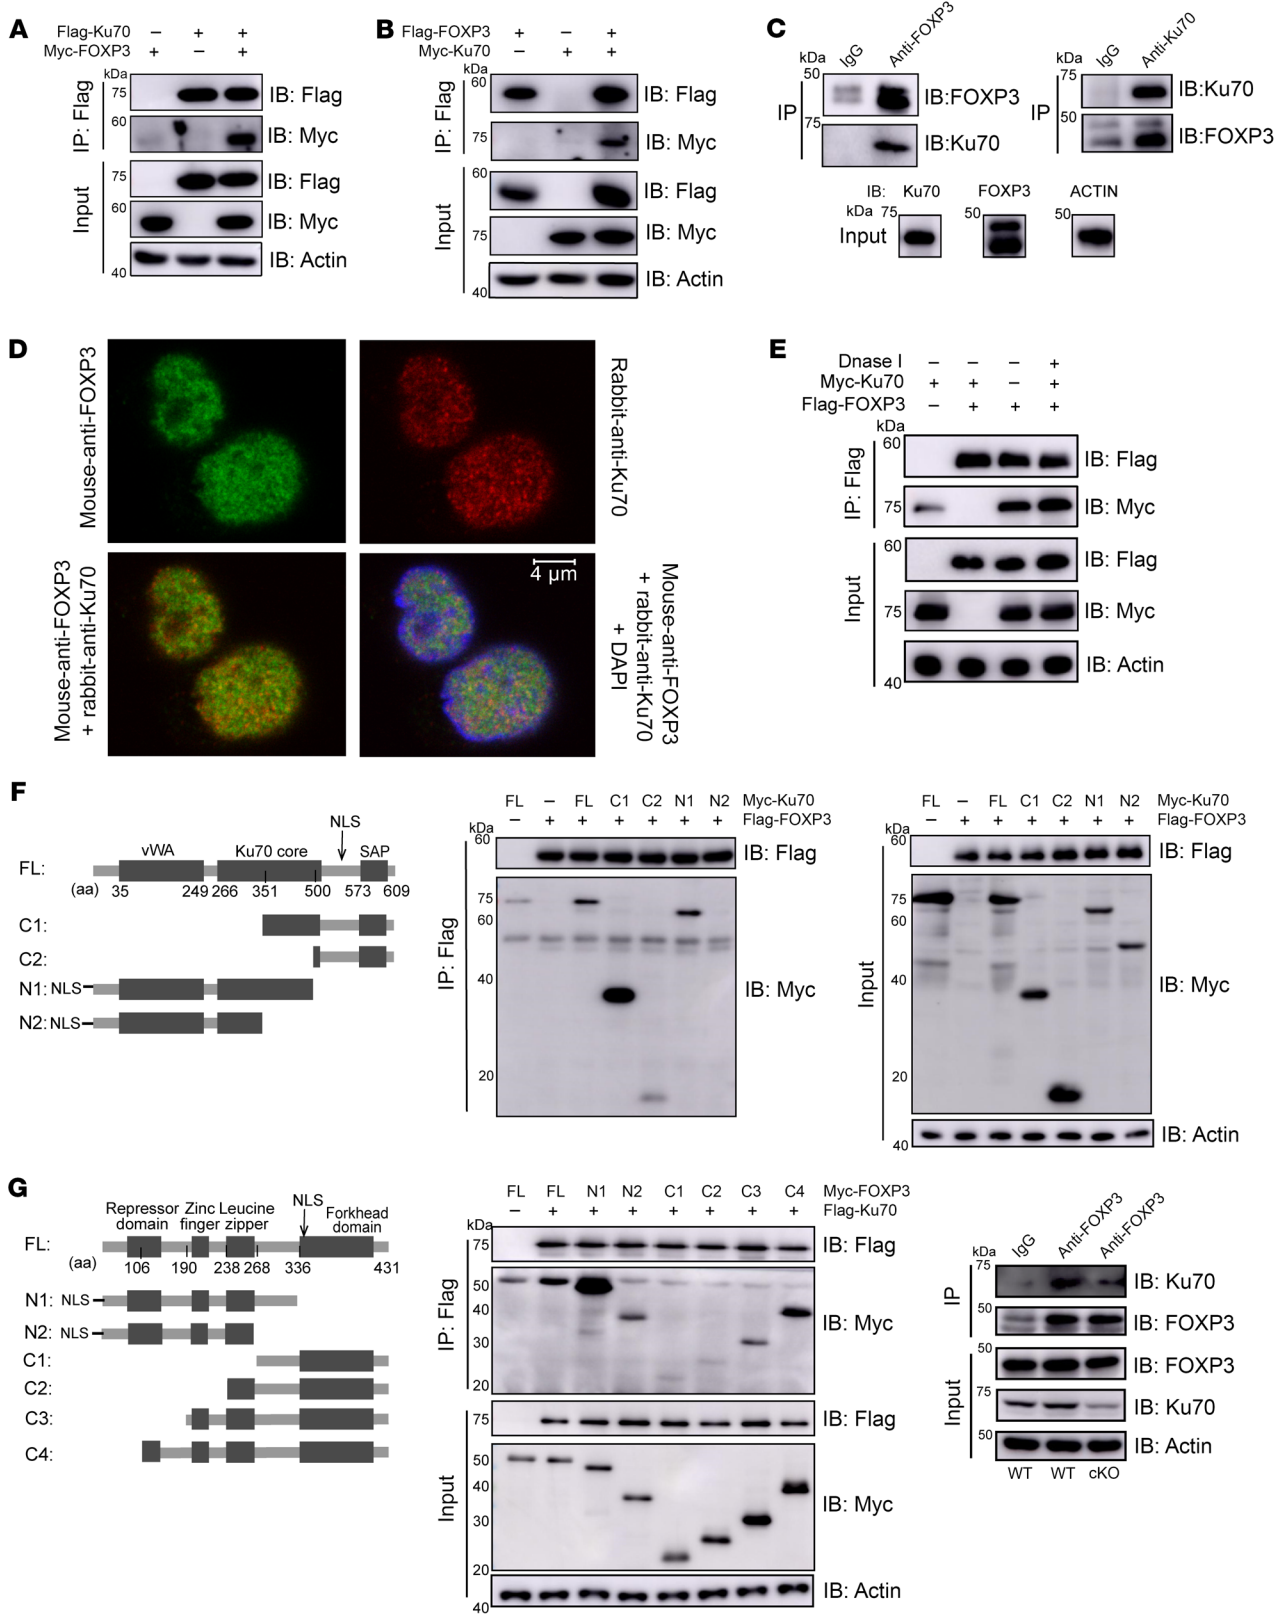 A
Flag-Ku70 – + +
Myc-FOXP3 + – +
kDa
IP: Flag
75 IB: Flag
60 IB: Myc
Input
75 IB: Flag
60 IB: Myc
40 IB: Actin
B
Flag-FOXP3 + – +
Myc-Ku70 – + +
kDa
IP: Flag
60 IB: Flag
75 IB: Myc
Input
60 IB: Flag
75 IB: Myc
40 IB: Actin
C
IgG Anti-FOXP3
kDa
IP
50 IB:FOXP3
75 IB:Ku70
IgG Anti-Ku70
kDa
IP
75 IB:Ku70
50 IB:FOXP3
IB: Ku70 FOXP3 ACTIN
kDa 75 50 50
Input
D
Mouse-anti-FOXP3
Rabbit-anti-Ku70
Mouse-anti-FOXP3
+ rabbit-anti-Ku70
4 µm
Mouse-anti-FOXP3
+ rabbit-anti-Ku70
+ DAPI
E
Dnase I – – – +
Myc-Ku70 + + – +
Flag-FOXP3 – + + +
kDa
IP: Flag
60 IB: Flag
75 IB: Myc
Input
60 IB: Flag
75 IB: Myc
IB: Actin
40
F
NLS
vWA Ku70 core SAP
FL:
(aa) 35 249 266 351 500 573 609
C1:
C2:
N1: NLS
N2: NLS
FL – FL C1 C2 N1 N2 Myc-Ku70
– + + + + + + Flag-FOXP3
kDa
IP: Flag
60 IB: Flag
75
60
40 IB: Myc
20
FL – FL C1 C2 N1 N2 Myc-Ku70
– + + + + + + Flag-FOXP3
kDa
Input
60 IB: Flag
75
60
40 IB: Myc
20
IB: Actin
40
G
NLS
Repressor domain
Zinc finger
Leucine zipper
Forkhead domain
FL:
(aa) 106 190 238 268 336 431
N1: NLS
N2: NLS
C1:
C2:
C3:
C4:
FL FL N1 N2 C1 C2 C3 C4 Myc-FOXP3
– + + + + + + + Flag-Ku70
kDa
IP: Flag
75 IB: Flag
50
40 IB: Myc
30
20
Input
75 IB: Flag
50
40 IB: Myc
30
20
IB: Actin
40
IgG Anti-FOXP3 Anti-FOXP3
kDa
IP
75 IB: Ku70
50 IB: FOXP3
Input
50 IB: FOXP3
75 IB: Ku70
50 IB: Actin
WT WT cKO